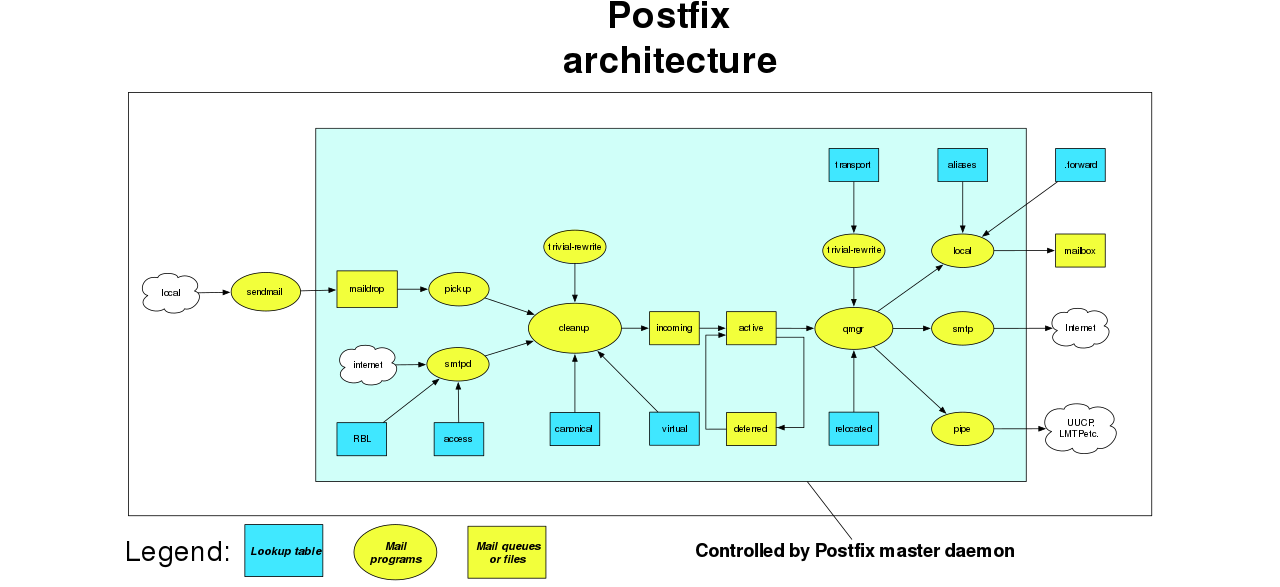 Postfix
architecture
transport
aliases
.forward
trivial-rewrite
trivial-rewrite
local
mailbox
local
sendmail
maildrop
pickup
cleanup
incoming
active
qmgr
smtp
Internet
internet
smtpd
RBL
access
canonical
virtual
deferred
relocated
pipe
UUCP,
LMTPetc.
Legend:
Lookup table
Mail
programs
Mail queues
or files
Controlled by Postfix master daemon